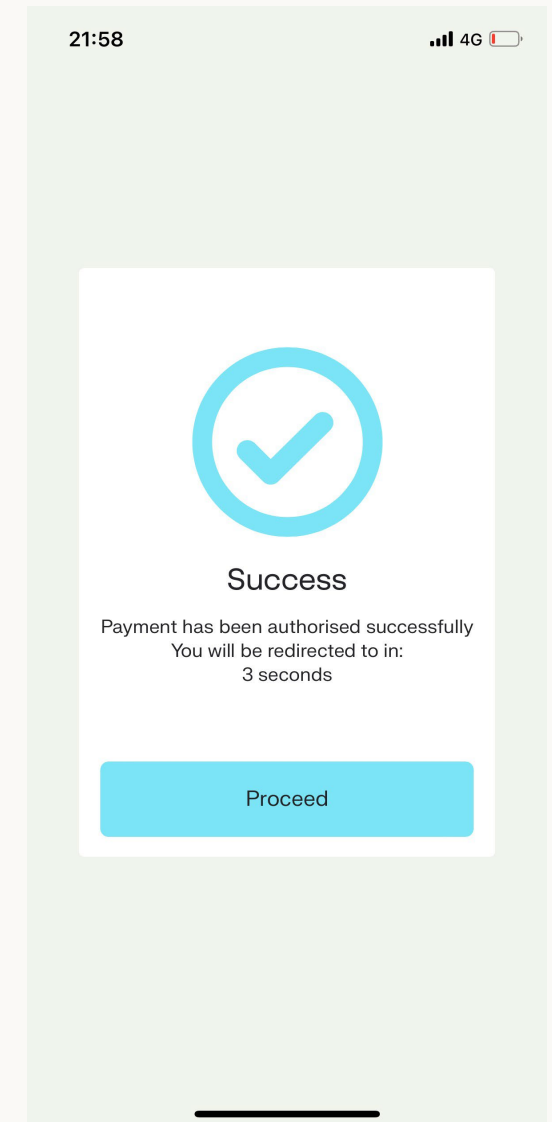 21:58 4G
Success
Payment has been authorised successfully
You will be redirected to in:
3 seconds
Proceed